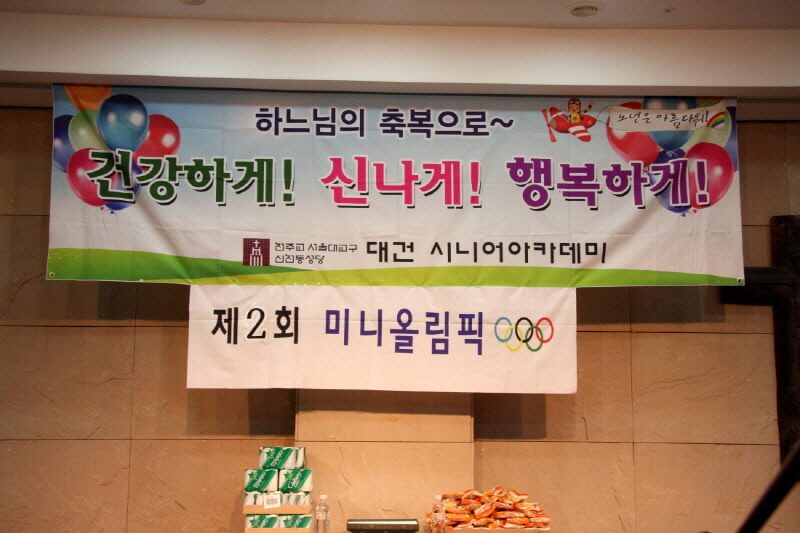 하느님의 축복으로~
노년은 아름다워!
건강하게! 신나게! 행복하게!
천주교 서울대교구
신천동성당
대건 시니어아카데미
제2회 미니올림픽